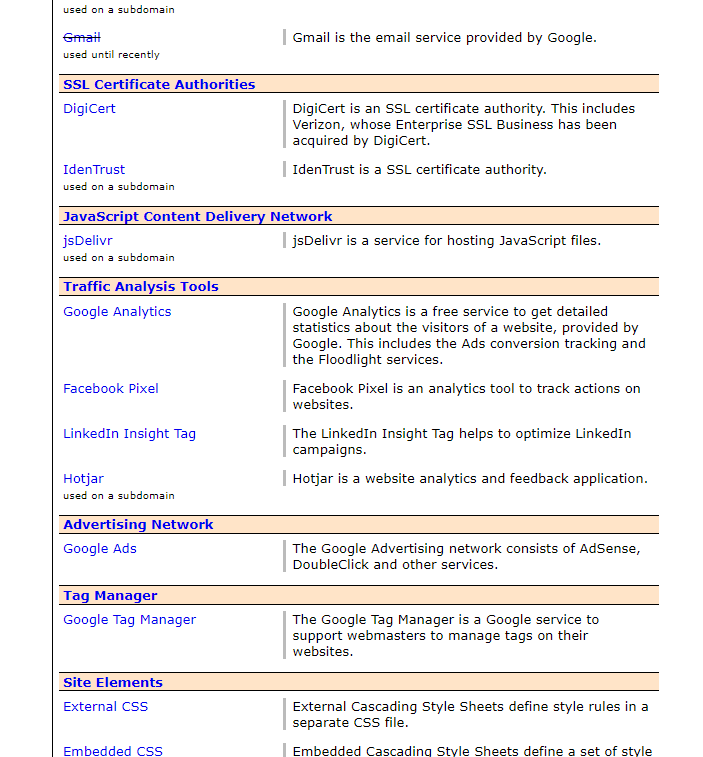 used on a subdomain
Gmail Gmail is the email service provided by Google.
used until recently
SSL Certificate Authorities
DigiCert DigiCert is an SSL certificate authority. This includes
Verizon, whose Enterprise SSL Business has been
acquired by DigiCert.
IdenTrust IdenTrust is a SSL certificate authority.
used on a subdomain
JavaScript Content Delivery Network
jsDelivr jsDelivr is a service for hosting JavaScript files.
used on a subdomain
Traffic Analysis Tools
Google Analytics Google Analytics is a free service to get detailed
statistics about the visitors of a website, provided by
Google. This includes the Ads conversion tracking and
the Floodlight services.
Facebook Pixel Facebook Pixel is an analytics tool to track actions on
websites.
LinkedIn Insight Tag The LinkedIn Insight Tag helps to optimize LinkedIn
campaigns.
Hotjar Hotjar is a website analytics and feedback application.
used on a subdomain
Advertising Network
Google Ads The Google Advertising network consists of AdSense,
DoubleClick and other services.
Tag Manager
Google Tag Manager The Google Tag Manager is a Google service to
support webmasters to manage tags on their
websites.
Site Elements
External CSS External Cascading Style Sheets define style rules in a
separate CSS file.
Embedded CSS Embedded Cascading Style Sheets define a set of style